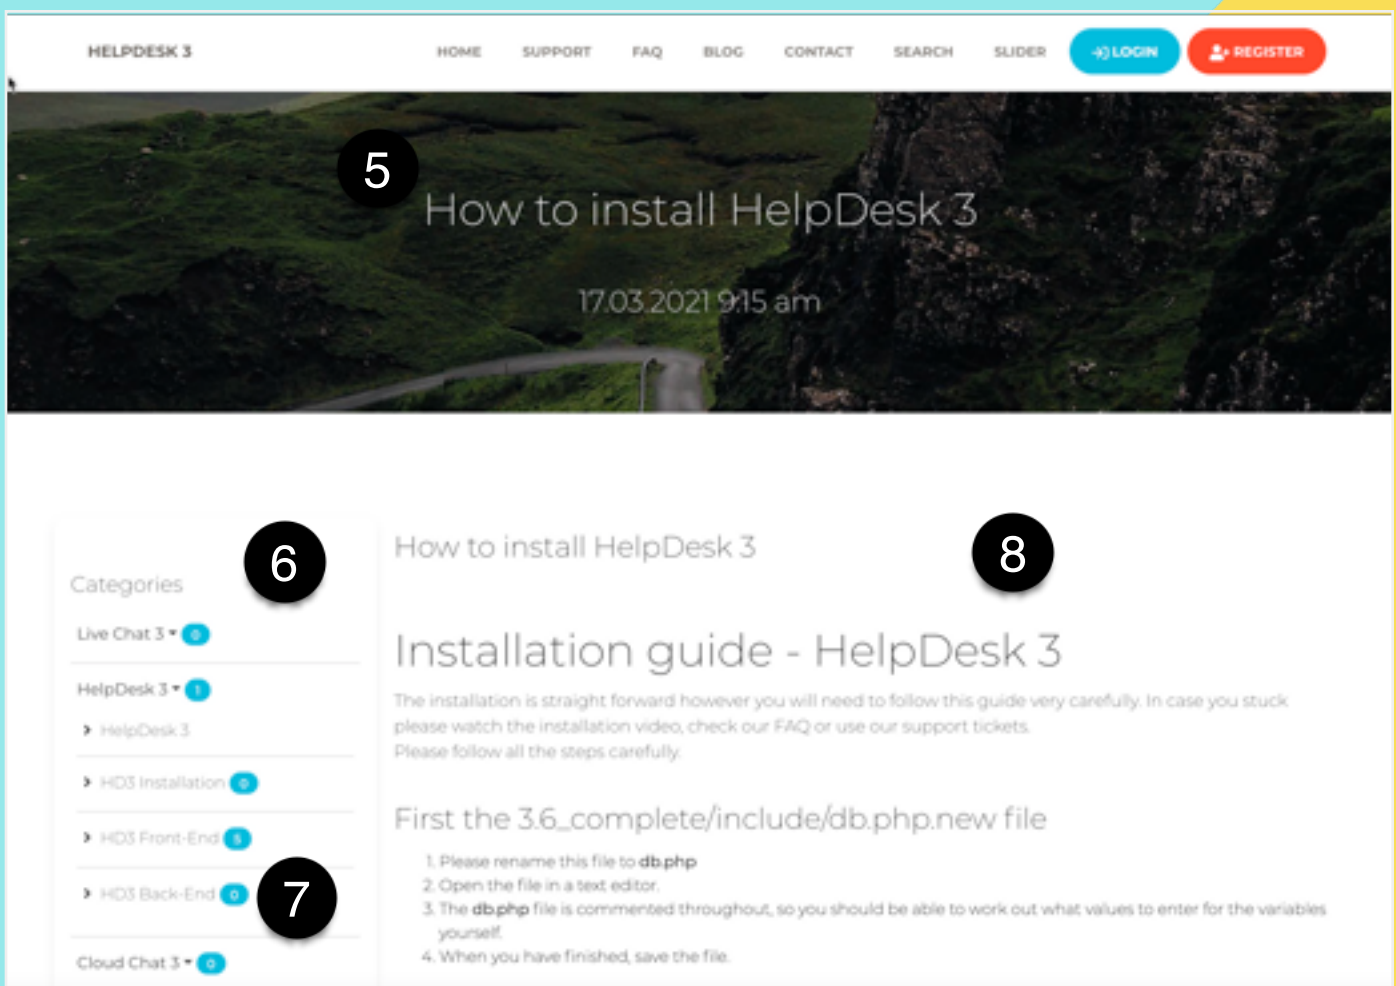 HELPDESK 3 HOME SUPPORT FAQ BLOG CONTACT SEARCH SLIDER LOGIN REGISTER
5
How to install HelpDesk 3
17.03.2021 9:15 am
6
8
How to install HelpDesk 3
Categories
Live Chat 3 0
HelpDesk 3 1
HelpDesk 3
HD3 Installation 0
HD3 Front-End 5
HD3 Back-End 0
7
Cloud Chat 3 0
Installation guide - HelpDesk 3
The installation is straight forward however you will need to follow this guide very carefully. In case you stuck
please watch the installation video, check our FAQ or use our support tickets.
Please follow all the steps carefully.
First the 3.6_complete/include/db.php.new file
1. Please rename this file to db.php
2. Open the file in a text editor.
3. The db.php file is commented throughout, so you should be able to work out what values to enter for the variables
yourself.
4. When you have finished, save the file.